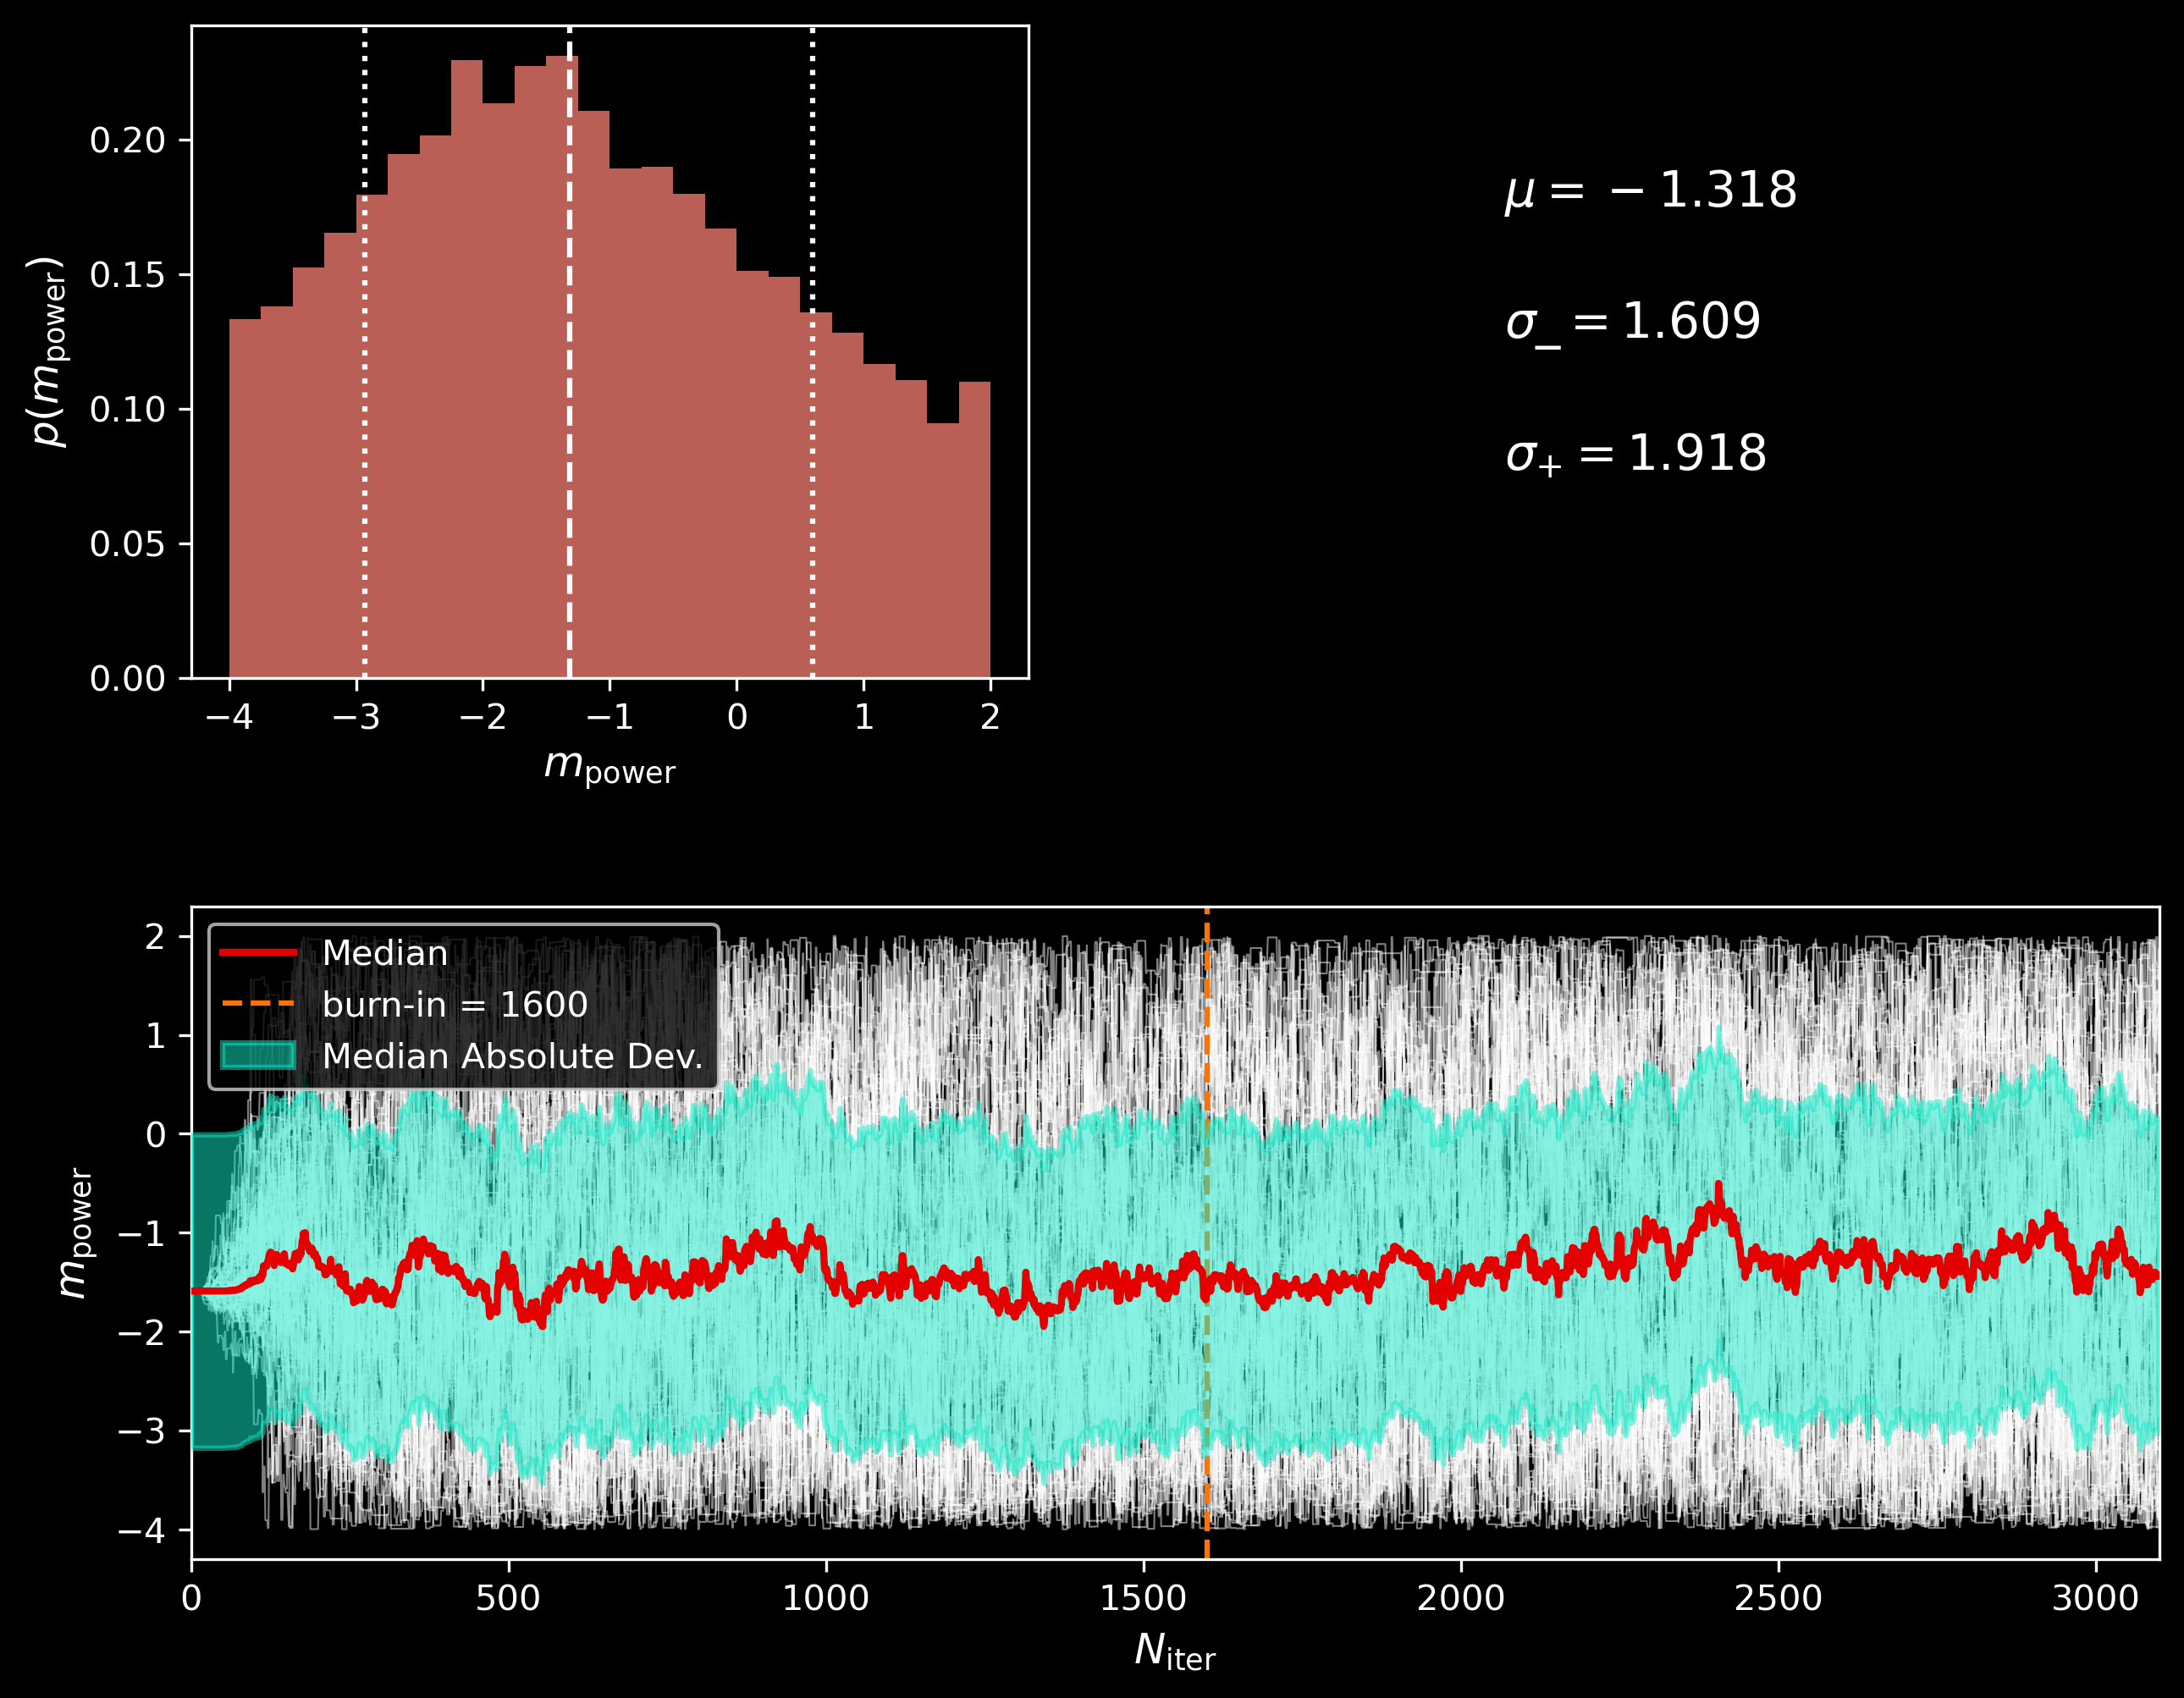 p(m_power)
0.20
0.15
0.10
0.05
0.00
−4 −3 −2 −1 0 1 2
m_power
μ = −1.318
σ_− = 1.609
σ_+ = 1.918
Median
burn-in = 1600
Median Absolute Dev.
m_power
2
1
0
−1
−2
−3
−4
0 500 1000 1500 2000 2500 3000
N_iter